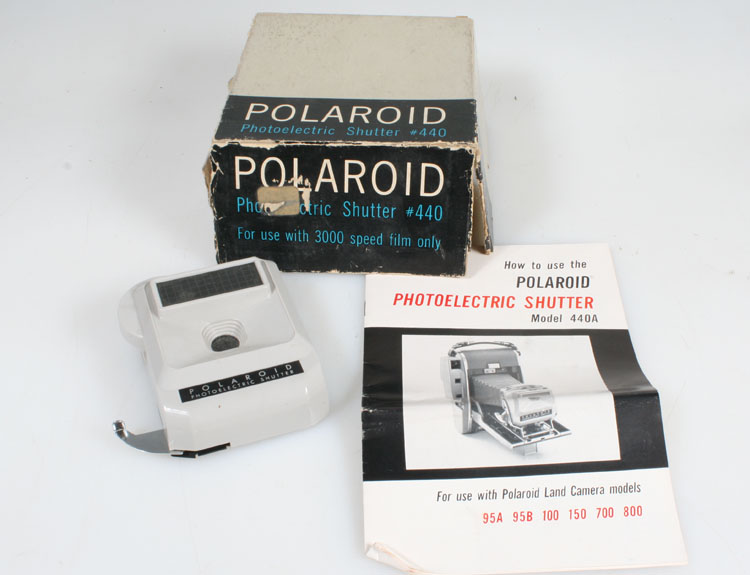 POLAROID
Photoelectric Shutter #440
POLAROID
Pho ctric Shutter #440
For use with 3000 speed film only
POLAROID
PHOTOELECTRIC SHUTTER
How to use the
POLAROID
PHOTOELECTRIC SHUTTER
Model 440A
For use with Polaroid Land Camera models
95A 95B 100 150 700 800